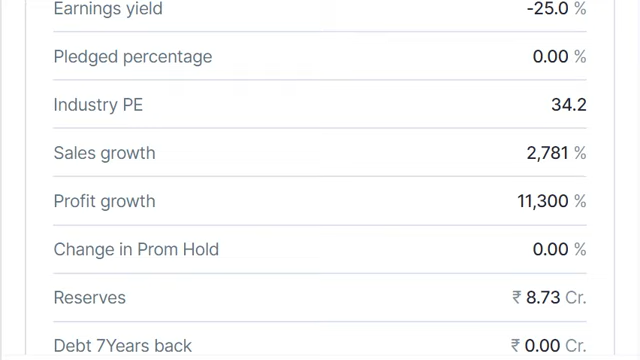 Earnings yield -25.0 %
Pledged percentage 0.00 %
Industry PE 34.2
Sales growth 2,781 %
Profit growth 11,300 %
Change in Prom Hold 0.00 %
Reserves ₹ 8.73 Cr.
Debt 7Years back ₹ 0.00 Cr.